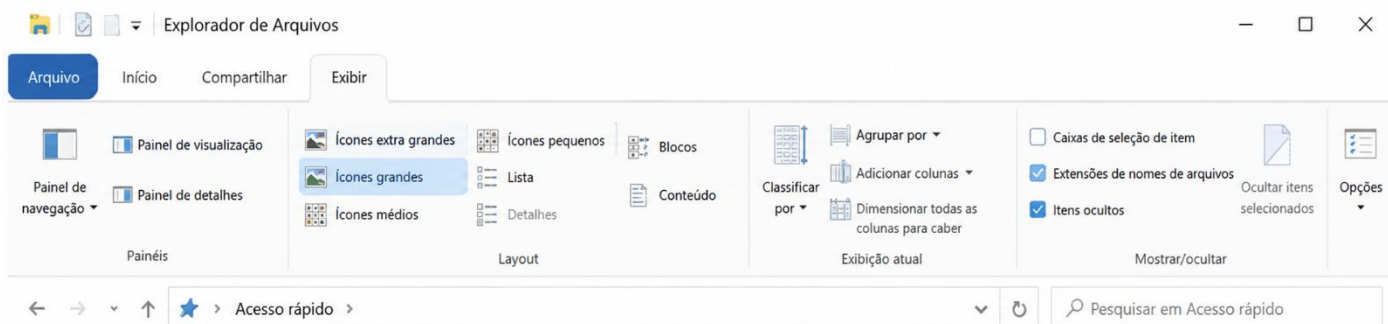 Explorador de Arquivos
Arquivo Início Compartilhar Exibir
Painel de navegação
Painel de visualização
Painel de detalhes
Painéis
Ícones extra grandes
Ícones grandes
Ícones médios
Ícones pequenos
Lista
Detalhes
Blocos
Conteúdo
Layout
Classificar
por
Agrupar por
Adicionar colunas
Dimensionar todas as
colunas para caber
Exibição atual
Caixas de seleção de item
Extensões de nomes de arquivos
Itens ocultos
Ocultar itens
selecionados
Mostrar/ocultar
Opções
Acesso rápido
Pesquisar em Acesso rápido